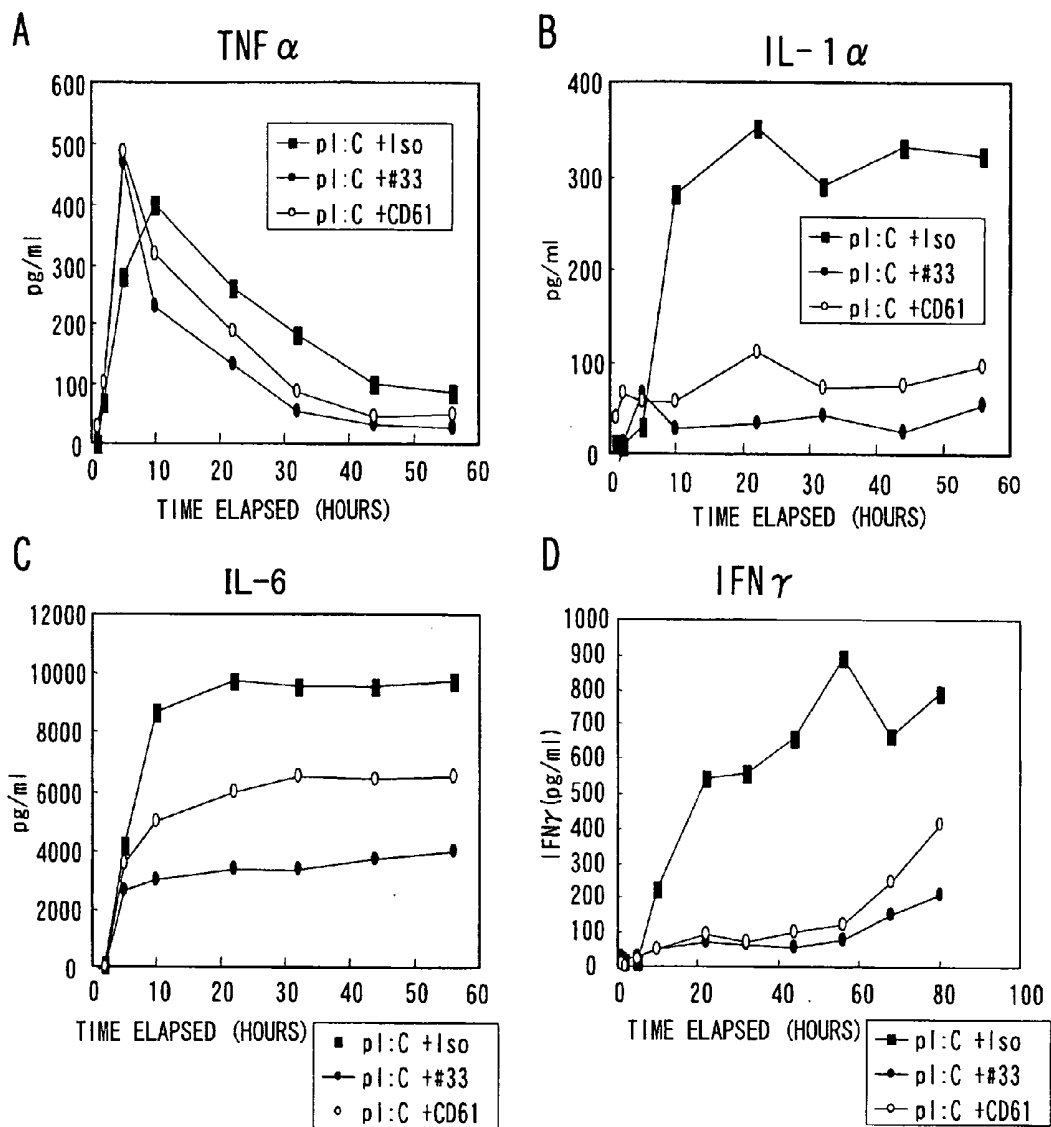 A
TNF α
600
500
400
300
200
100
0
pg/ml
pI:C +Iso
pI:C +#33
pI:C +CD61
0 10 20 30 40 50 60
TIME ELAPSED (HOURS)
B
IL-1α
400
300
200
100
0
pg/ml
pI:C +Iso
pI:C +#33
pI:C +CD61
0 10 20 30 40 50 60
TIME ELAPSED (HOURS)
C
IL-6
12000
10000
8000
6000
4000
2000
0
pg/ml
0 10 20 30 40 50 60
TIME ELAPSED (HOURS)
pI:C +Iso
pI:C +#33
pI:C +CD61
D
IFNγ
1000
900
800
700
600
500
400
300
200
100
0
IFNγ(pg/ml)
0 20 40 60 80 100
TIME ELAPSED (HOURS)
pI:C +Iso
pI:C +#33
pI:C +CD61